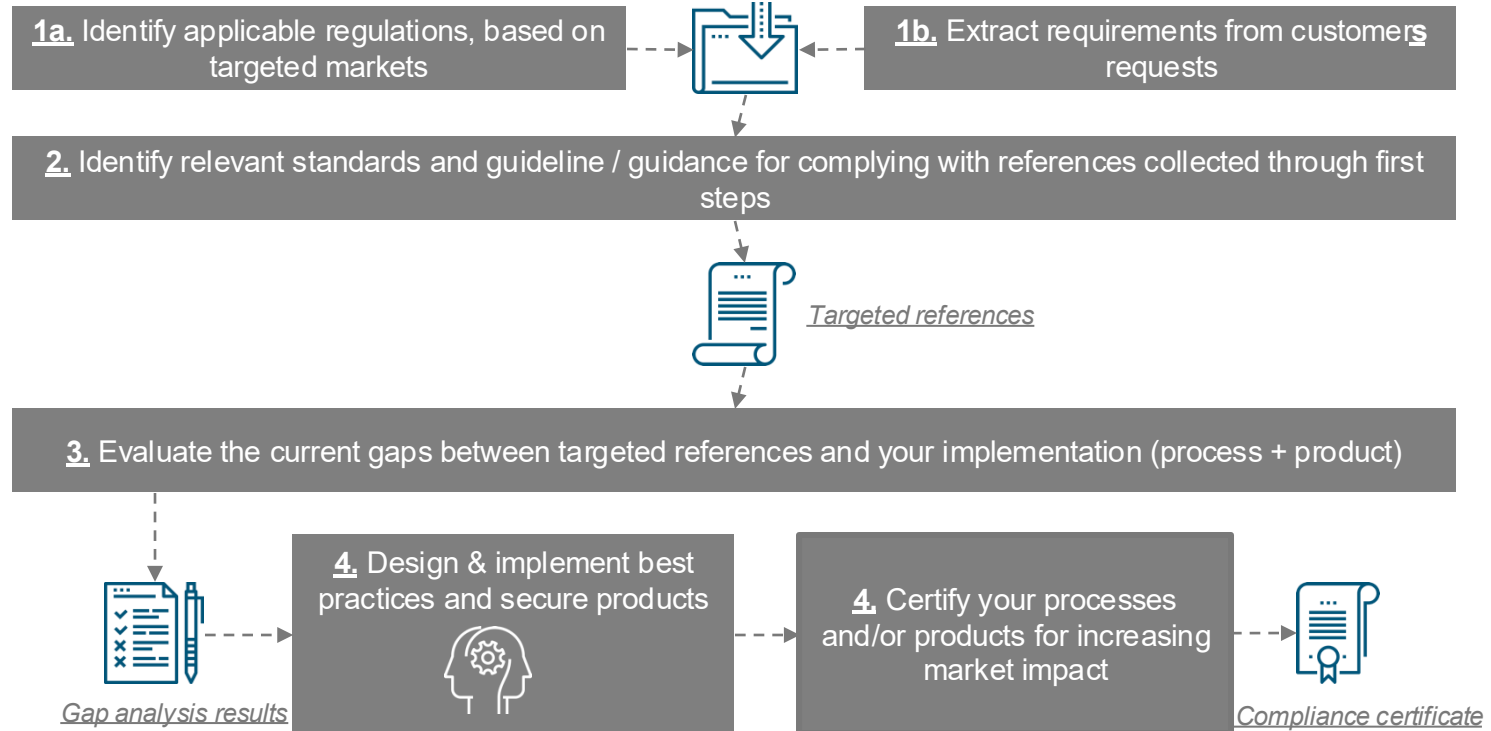 1a. Identify applicable regulations, based on
targeted markets
1b. Extract requirements from customers
requests
2. Identify relevant standards and guideline / guidance for complying with references collected through first
steps
Targeted references
3. Evaluate the current gaps between targeted references and your implementation (process + product)
4. Design & implement best
practices and secure products
4. Certify your processes
and/or products for increasing
market impact
Gap analysis results
Compliance certificate